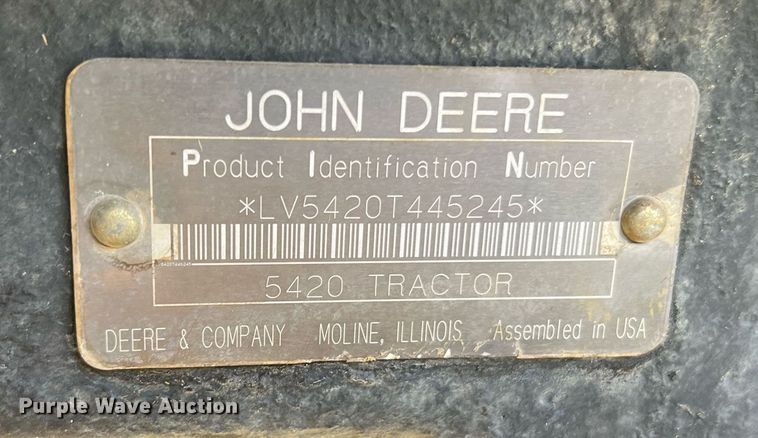 JOHN DEERE
Product Identification Number
*LV5420T445245*
5420 TRACTOR
DEERE & COMPANY MOLINE, ILLINOIS Assembled in USA
Purple Wave Auction